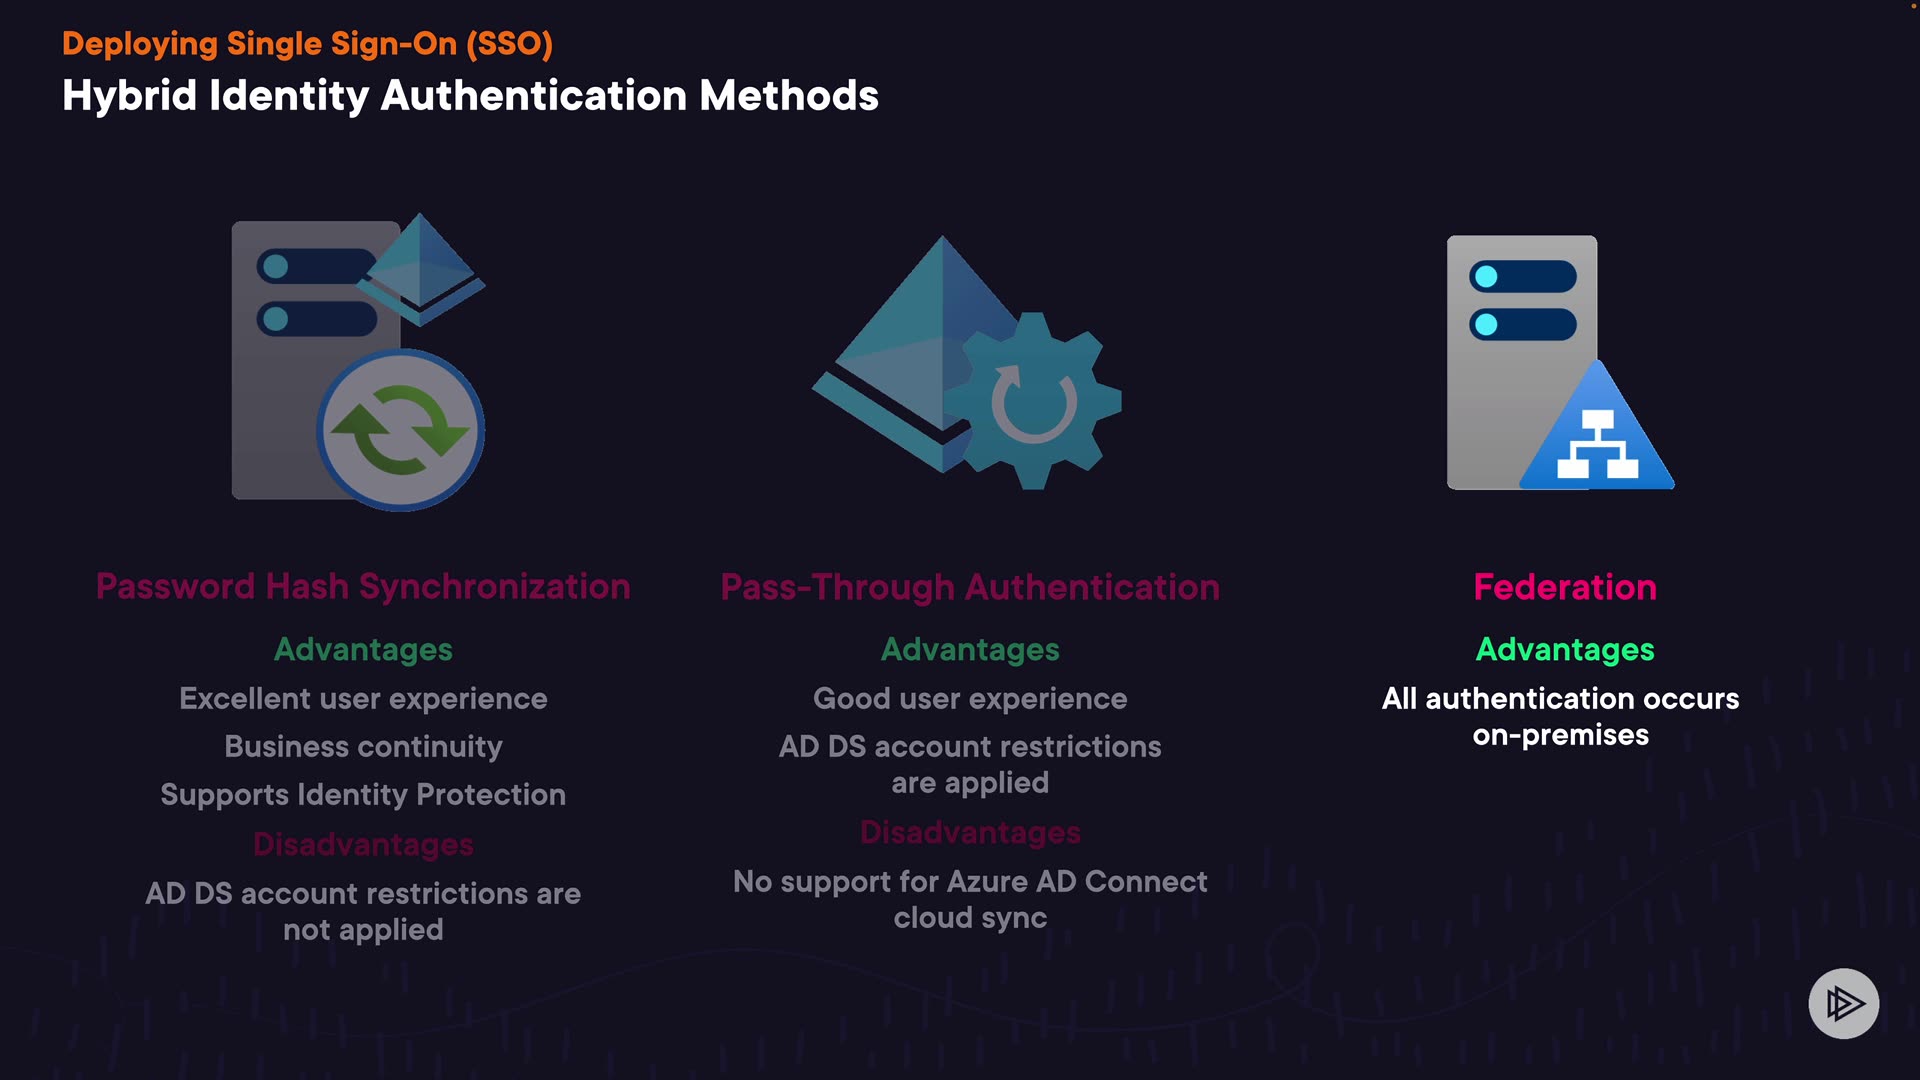 Deploying Single Sign-On (SSO)
Hybrid Identity Authentication Methods
Password Hash Synchronization
Advantages
Excellent user experience
Business continuity
Supports Identity Protection
Disadvantages
AD DS account restrictions are
not applied
Pass-Through Authentication
Advantages
Good user experience
AD DS account restrictions
are applied
Disadvantages
No support for Azure AD Connect
cloud sync
Federation
Advantages
All authentication occurs
on-premises